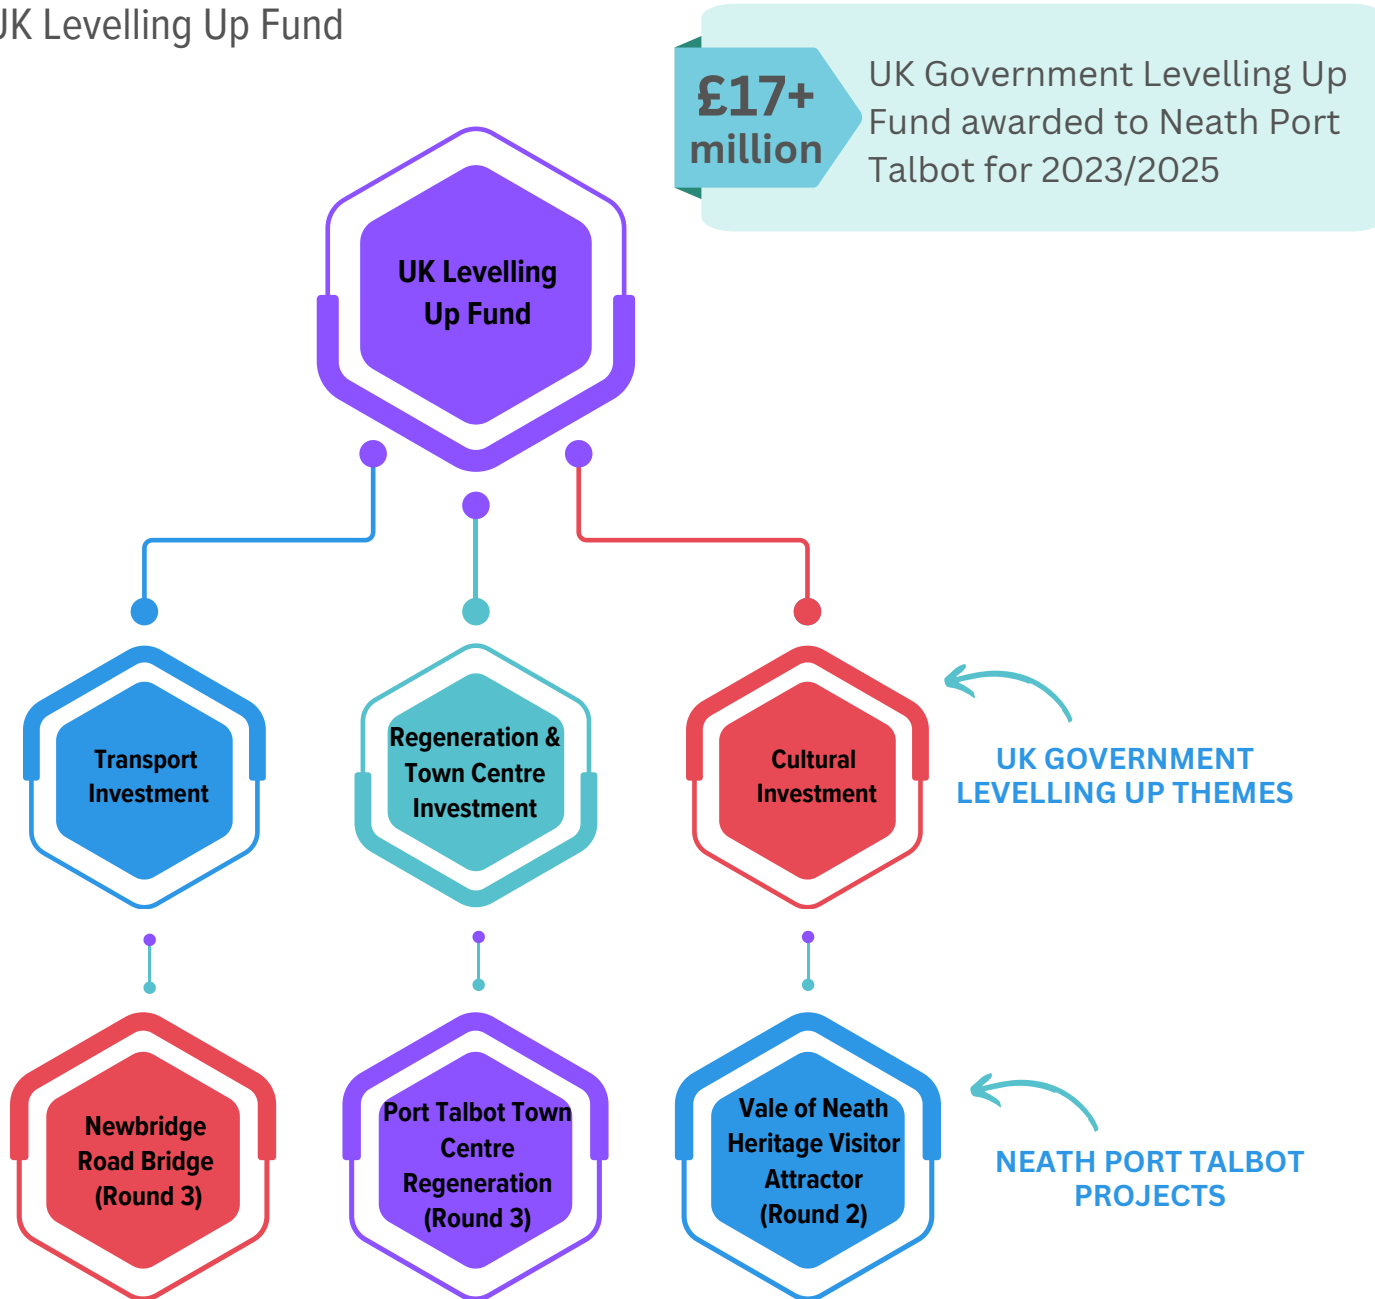 UK Levelling Up Fund
£17+
million
UK Government Levelling Up
Fund awarded to Neath Port
Talbot for 2023/2025
UK Levelling
Up Fund
Transport
Investment
Regeneration &
Town Centre
Investment
Cultural
Investment
UK GOVERNMENT
LEVELLING UP THEMES
Newbridge
Road Bridge
(Round 3)
Port Talbot Town
Centre
Regeneration
(Round 3)
Vale of Neath
Heritage Visitor
Attractor
(Round 2)
NEATH PORT TALBOT
PROJECTS